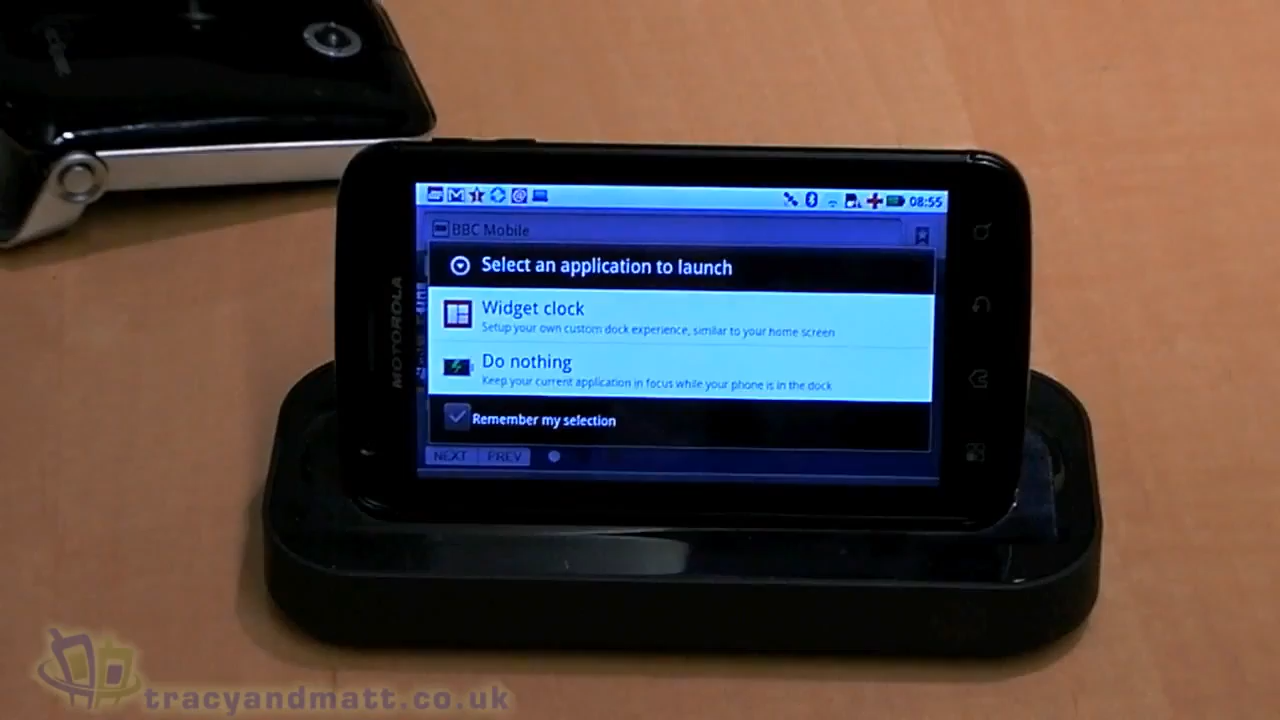 08:55
BBC Mobile
Select an application to launch
Widget clock
Setup your own custom dock experience, similar to your home screen
Do nothing
Keep your current application in focus while your phone is in the dock
Remember my selection
NEXT PREV
MOTOROLA
tracyandmatt.co.uk